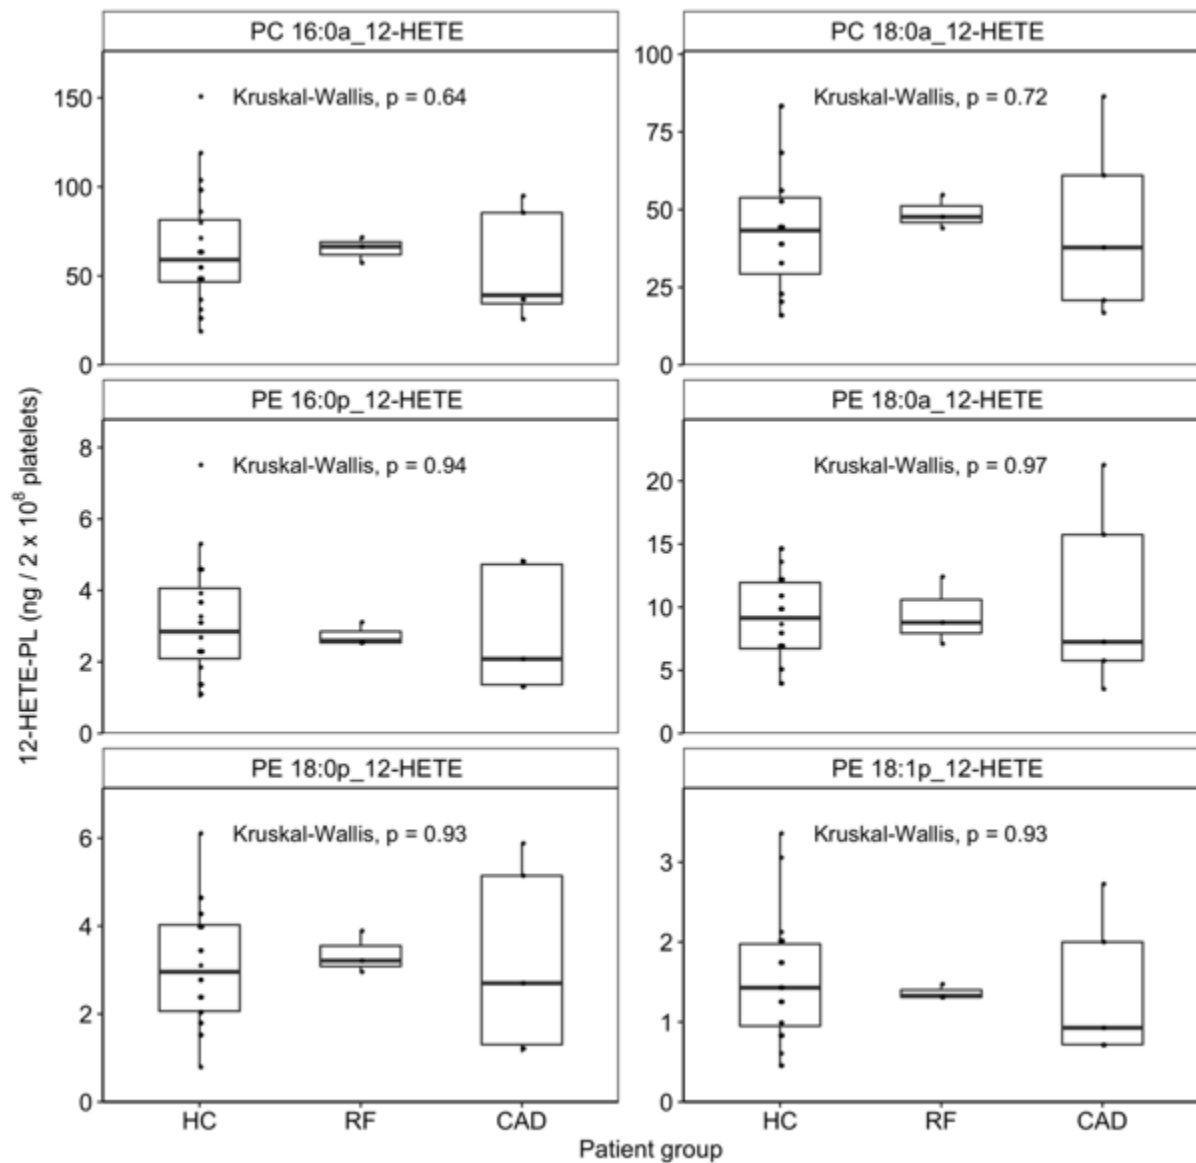 PC 16:0a_12-HETE
PC 18:0a_12-HETE
Kruskal-Wallis, p = 0.64
Kruskal-Wallis, p = 0.72
150
100
50
0
100
75
50
25
0
PE 16:0p_12-HETE
PE 18:0a_12-HETE
Kruskal-Wallis, p = 0.94
Kruskal-Wallis, p = 0.97
8
6
4
2
0
20
15
10
5
0
12-HETE-PL (ng / 2 x 10⁸ platelets)
PE 18:0p_12-HETE
PE 18:1p_12-HETE
Kruskal-Wallis, p = 0.93
Kruskal-Wallis, p = 0.93
6
4
2
0
3
2
1
0
HC RF CAD
HC RF CAD
Patient group